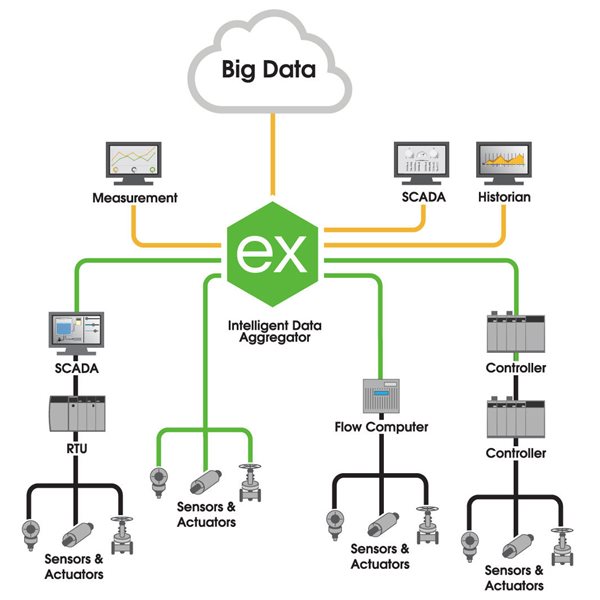 Big Data
Measurement
SCADA
Historian
ex
Intelligent Data
Aggregator
SCADA
Controller
RTU
Flow Computer
Controller
Sensors &
Actuators
Sensors &
Actuators
Sensors &
Actuators
Sensors &
Actuators